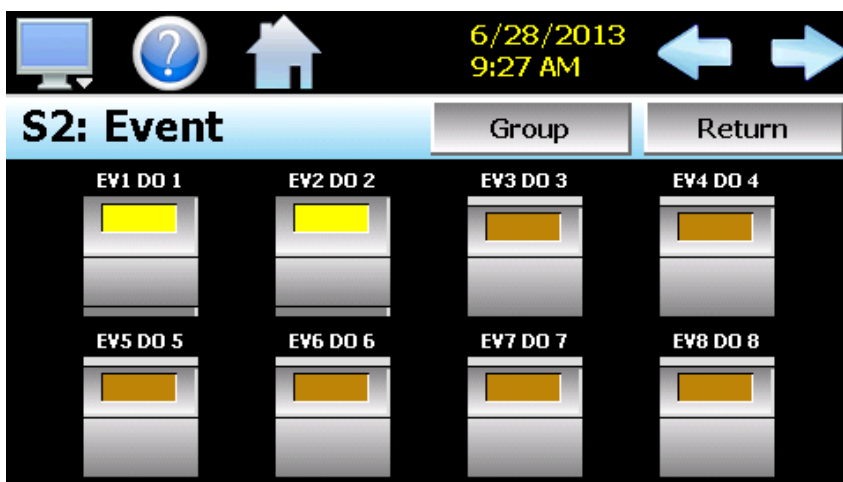 ?
6/28/2013
9:27 AM
S2: Event
Group
Return
EV1 DO 1
EV2 DO 2
EV3 DO 3
EV4 DO 4
EV5 DO 5
EV6 DO 6
EV7 DO 7
EV8 DO 8